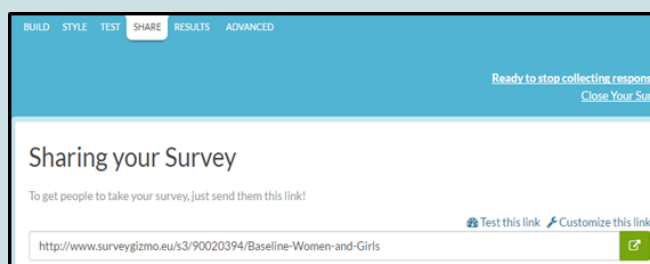 BUILD STYLE TEST SHARE RESULTS ADVANCED
Ready to stop collecting respons
Close Your Sur
Sharing your Survey
To get people to take your survey, just send them this link!
Test this link Customize this link
http://www.surveygizmo.eu/s3/90020394/Baseline-Women-and-Girls